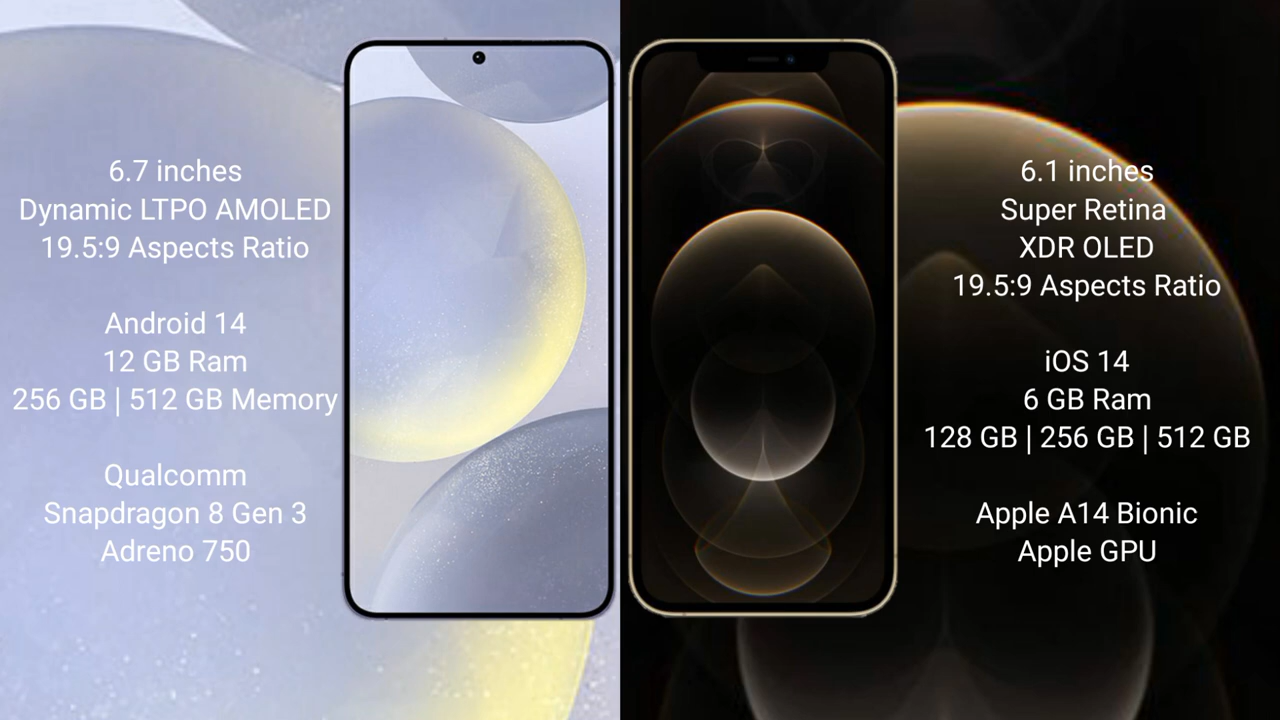 6.7 inches
Dynamic LTPO AMOLED
19.5:9 Aspects Ratio
Android 14
12 GB Ram
256 GB | 512 GB Memory
Qualcomm
Snapdragon 8 Gen 3
Adreno 750
6.1 inches
Super Retina
XDR OLED
19.5:9 Aspects Ratio
iOS 14
6 GB Ram
128 GB | 256 GB | 512 GB
Apple A14 Bionic
Apple GPU